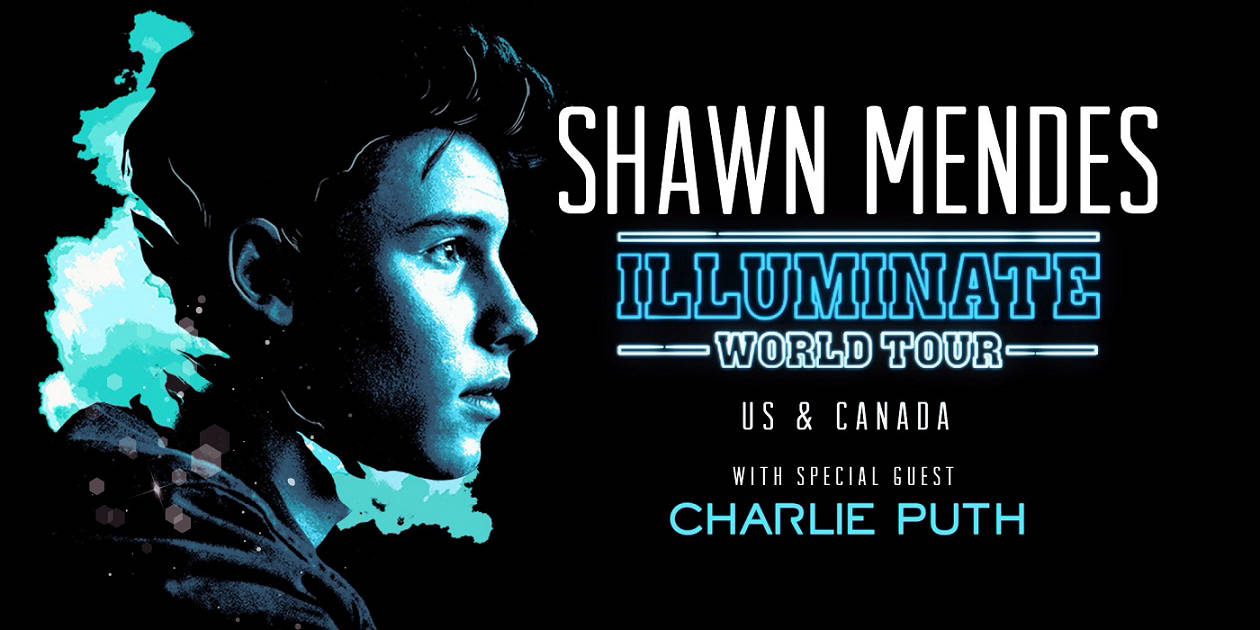 SHAWN MENDES
ILLUMINATE
WORLD TOUR
US & CANADA
WITH SPECIAL GUEST
CHARLIE PUTH